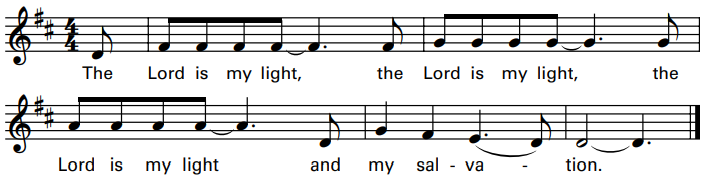 The Lord is my light, the Lord is my light, the
Lord is my light and my sal - va - tion.